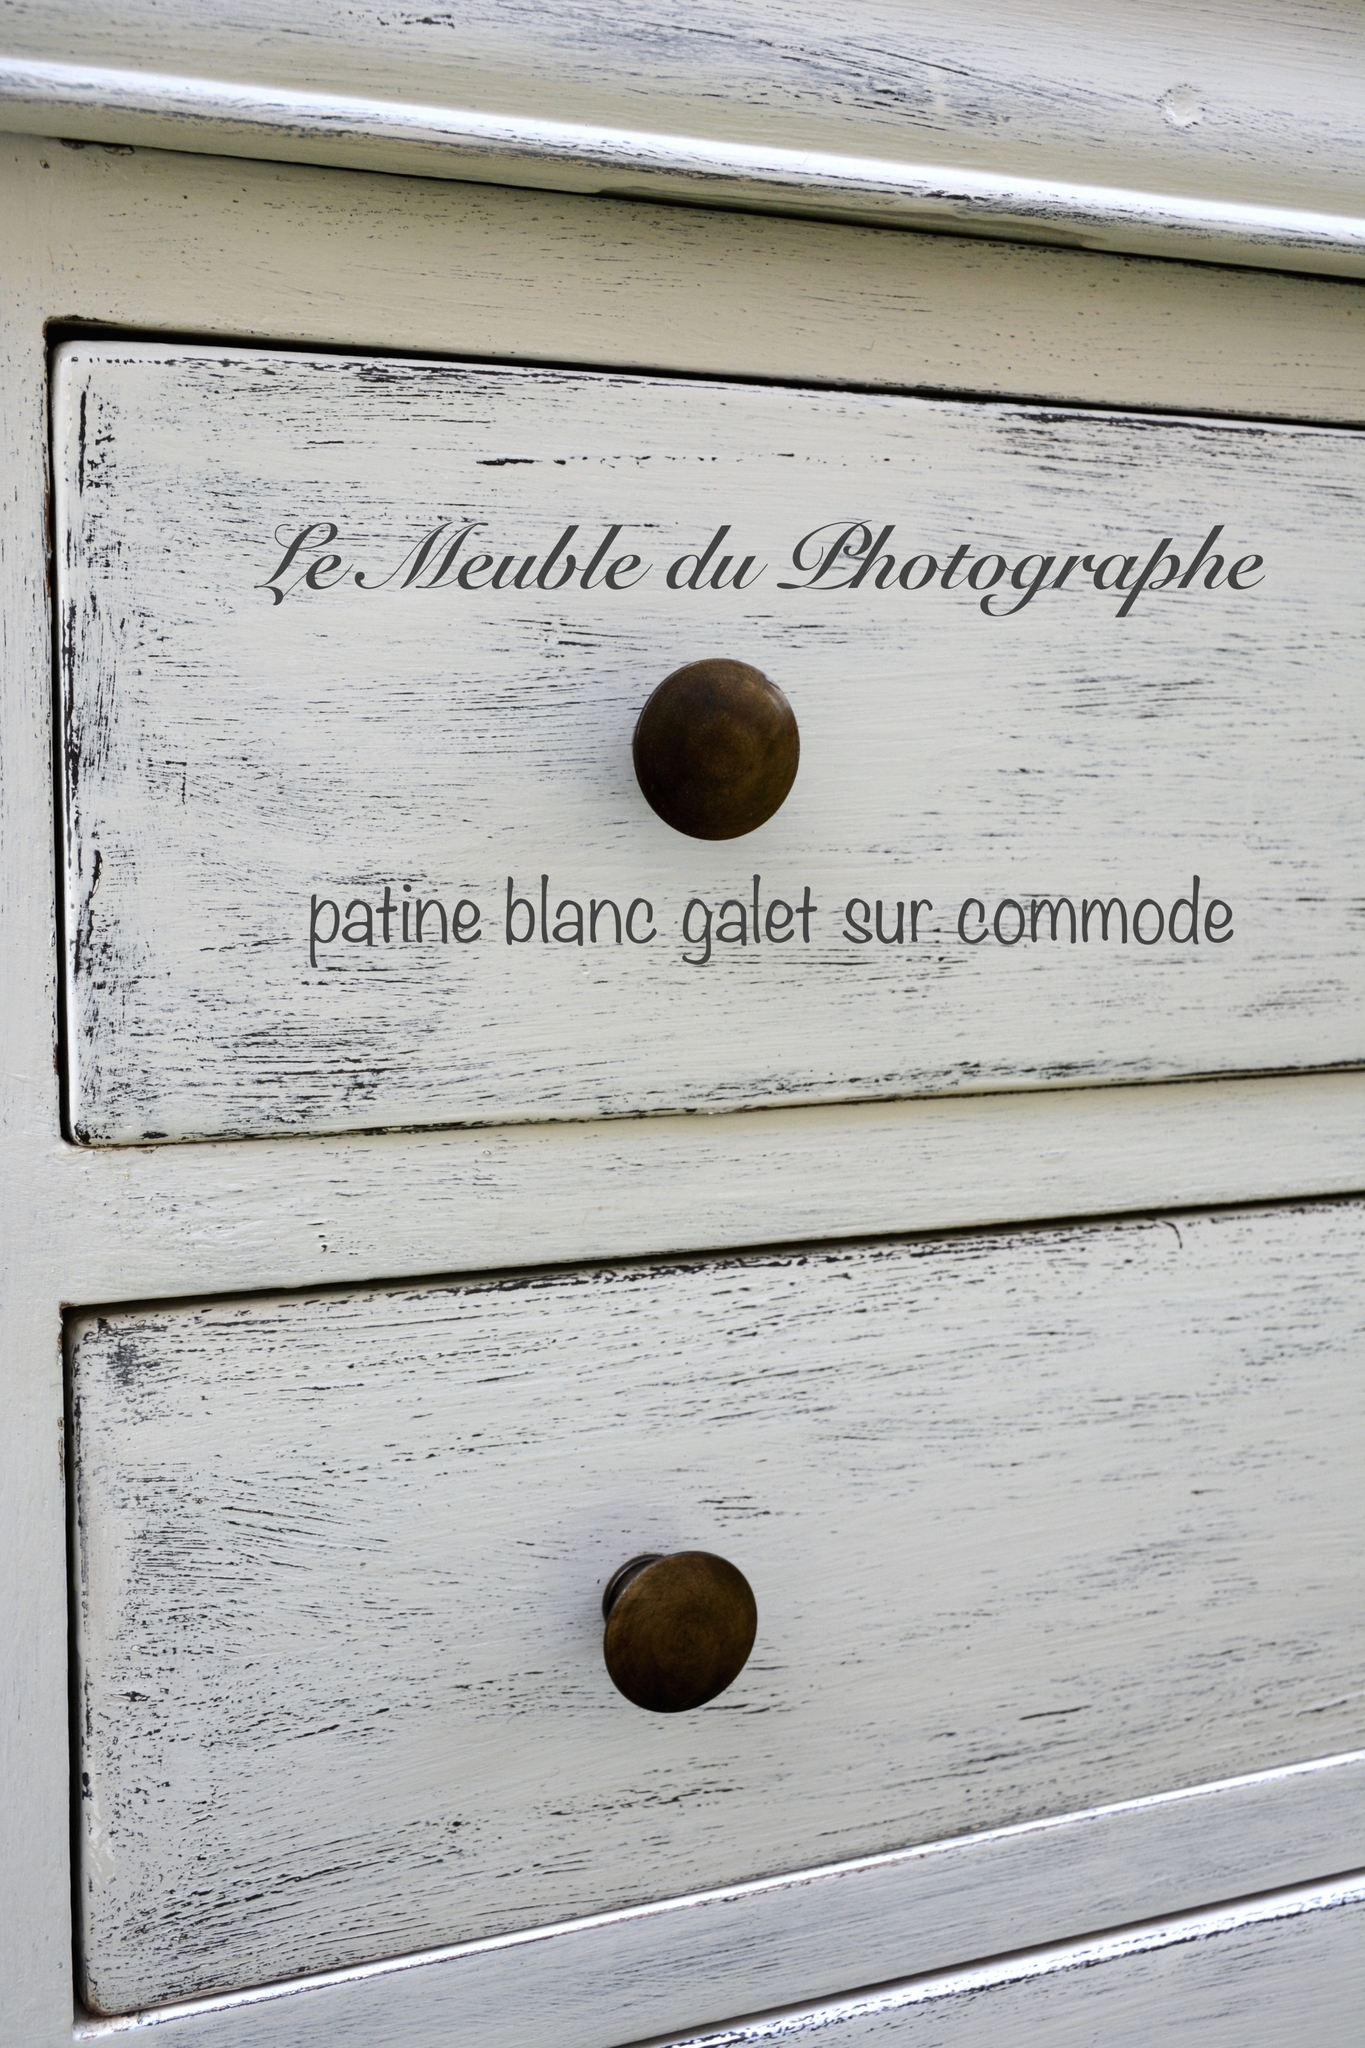 Le Meuble du Photographe
patine blanc galet sur commode